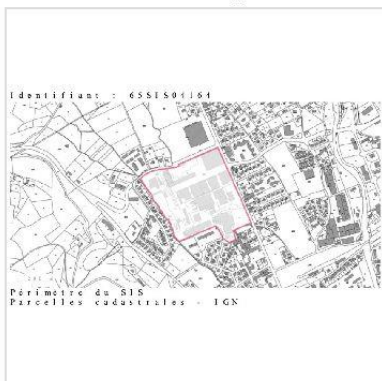 Identifiant : 65SIS04164
Périmètre du SIS
Parcelles cadastrales - IGN